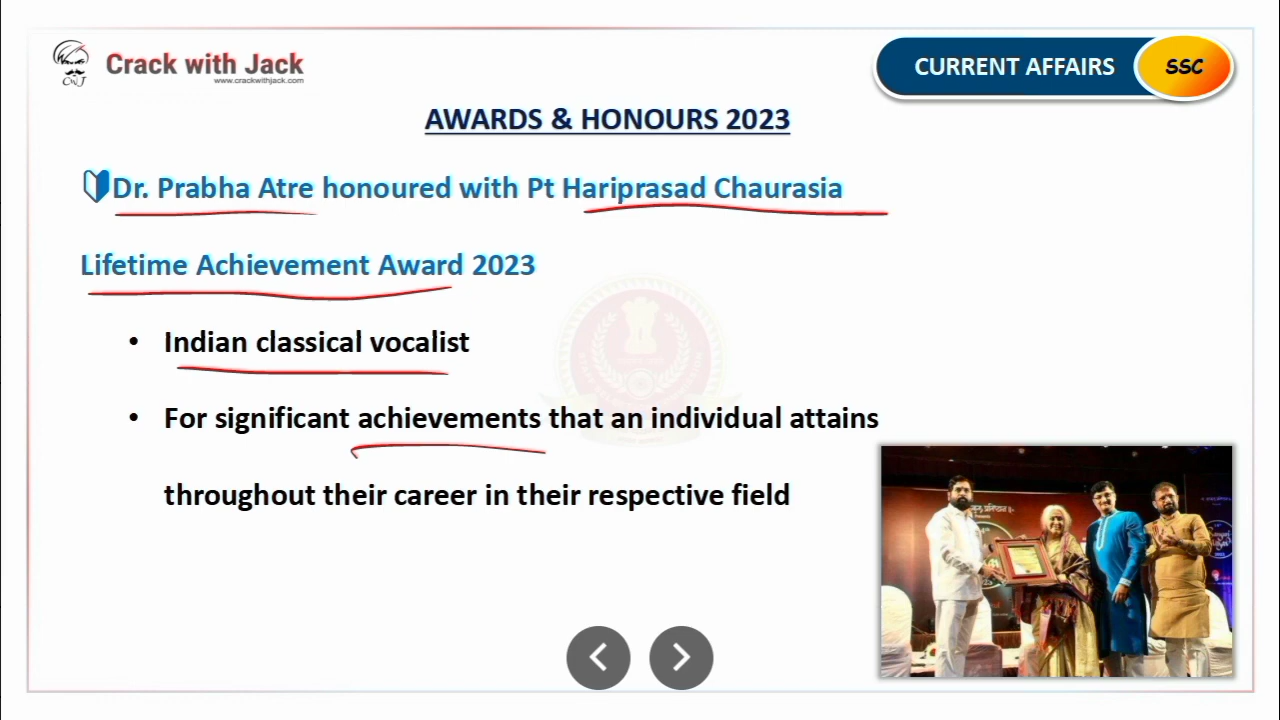 Crack with Jack
www.crackwithjack.com
CwJ
CURRENT AFFAIRS
SSC
AWARDS & HONOURS 2023
Dr. Prabha Atre honoured with Pt Hariprasad Chaurasia
Lifetime Achievement Award 2023
• Indian classical vocalist
• For significant achievements that an individual attains
throughout their career in their respective field